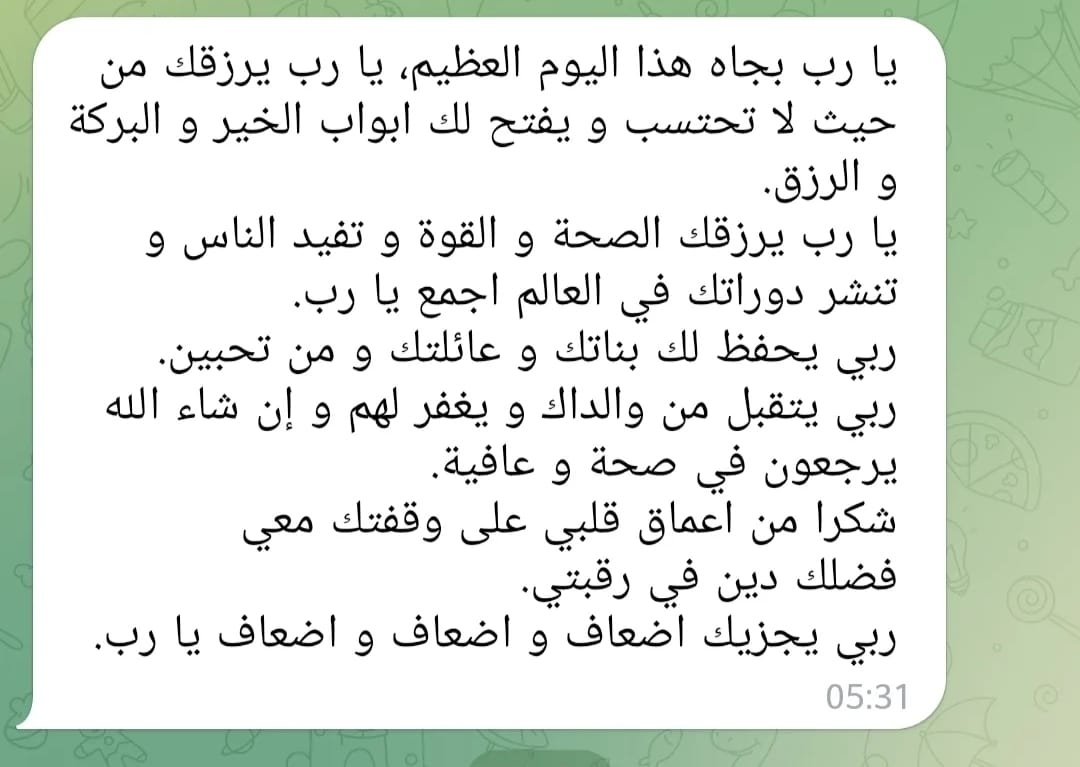 يا رب بجاه هذا اليوم العظيم، يا رب يرزقك من
حيث لا تحتسب و يفتح لك ابواب الخير و البركة
و الرزق.
يا رب يرزقك الصحة و القوة و تفيد الناس و
تنشر دوراتك في العالم اجمع يا رب.
ربي يحفظ لك بناتك و عائلتك و من تحبين.
ربي يتقبل من والداك و يغفر لهم و إن شاء الله
يرجعون في صحة و عافية.
شكرا من اعماق قلبي على وقفتك معي
فضلك دين في رقبتي.
ربي يجزيك اضعاف و اضعاف و اضعاف يا رب.
05:31